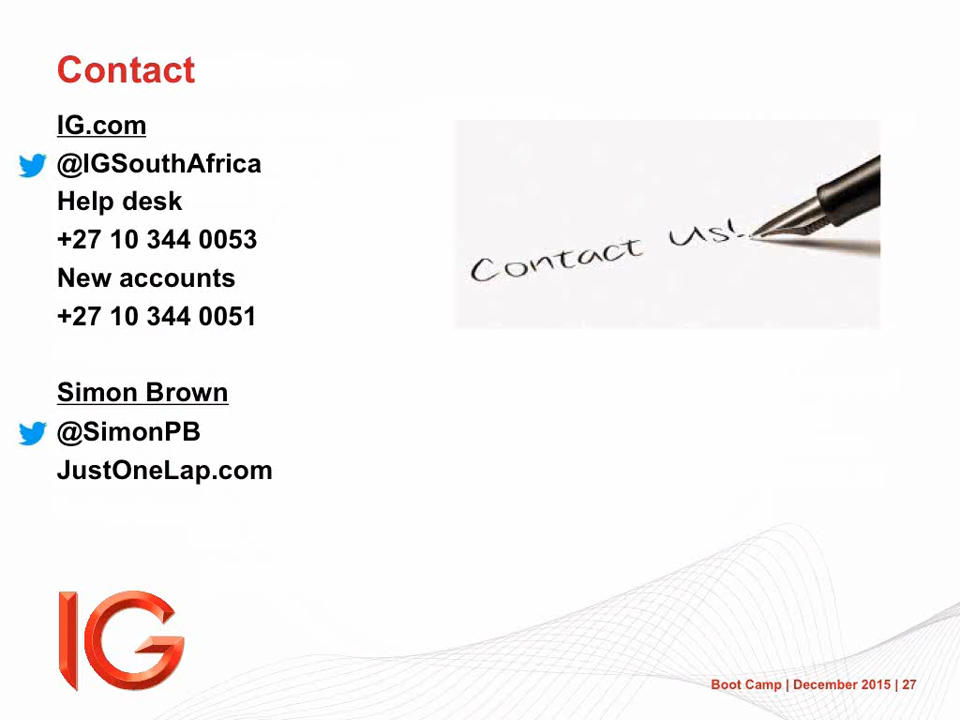 Contact
IG.com
@IGSouthAfrica
Help desk
+27 10 344 0053
New accounts
+27 10 344 0051
Contact Us!
Simon Brown
@SimonPB
JustOneLap.com
IG
Boot Camp | December 2015 | 27